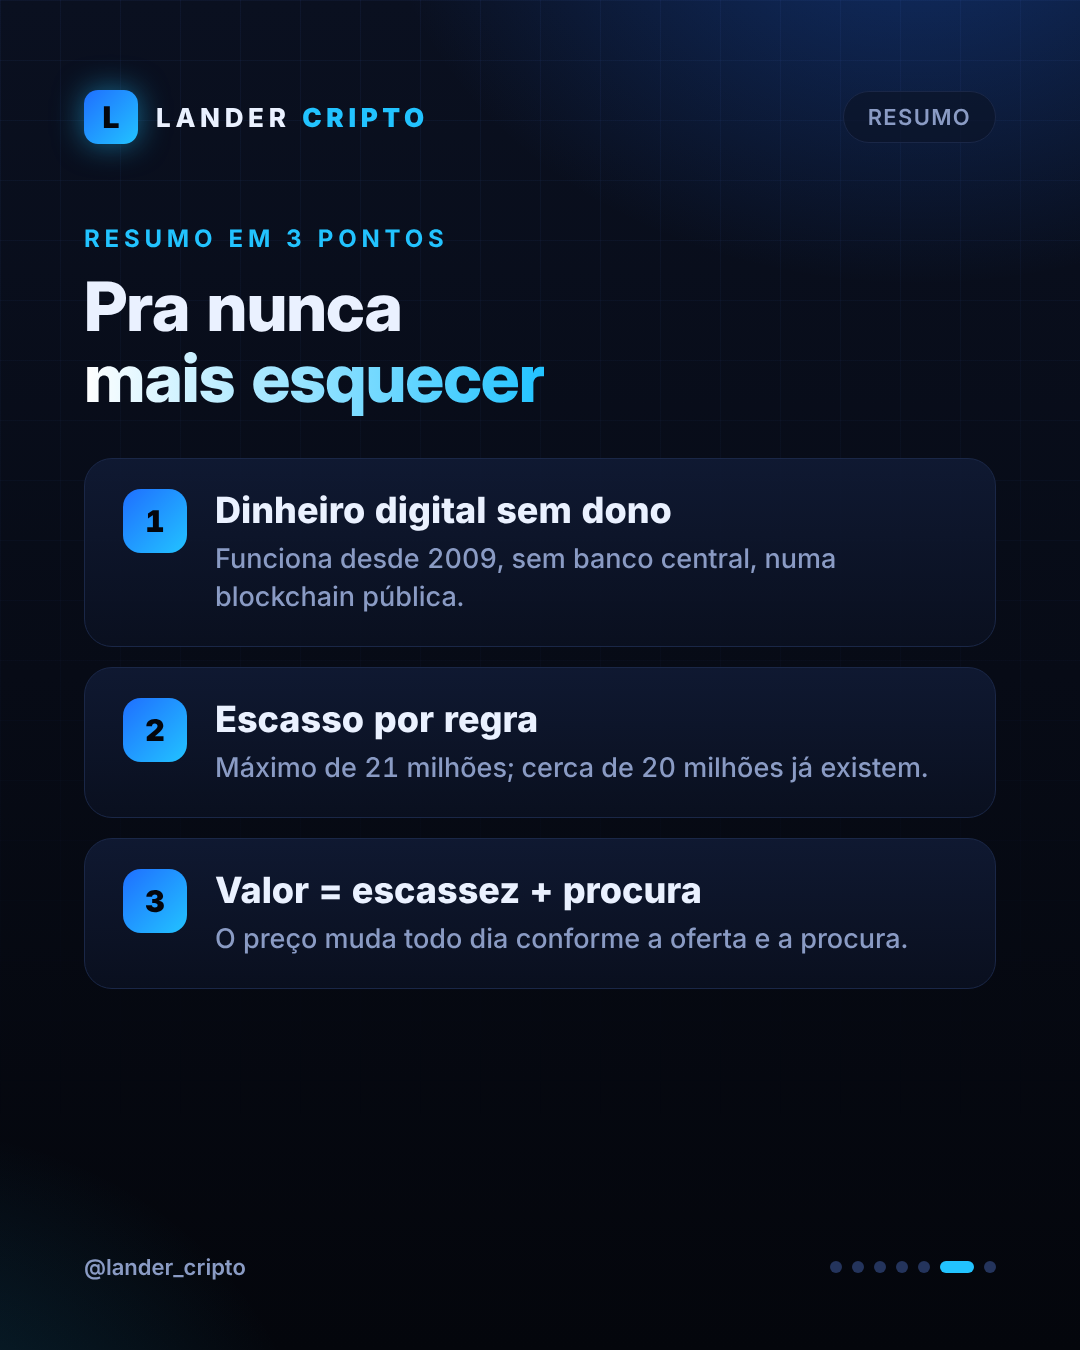 L LANDER CRIPTO
RESUMO
RESUMO EM 3 PONTOS
Pra nunca
mais esquecer
1 Dinheiro digital sem dono
Funciona desde 2009, sem banco central, numa
blockchain pública.
2 Escasso por regra
Máximo de 21 milhões; cerca de 20 milhões já existem.
3 Valor = escassez + procura
O preço muda todo dia conforme a oferta e a procura.
@lander_cripto